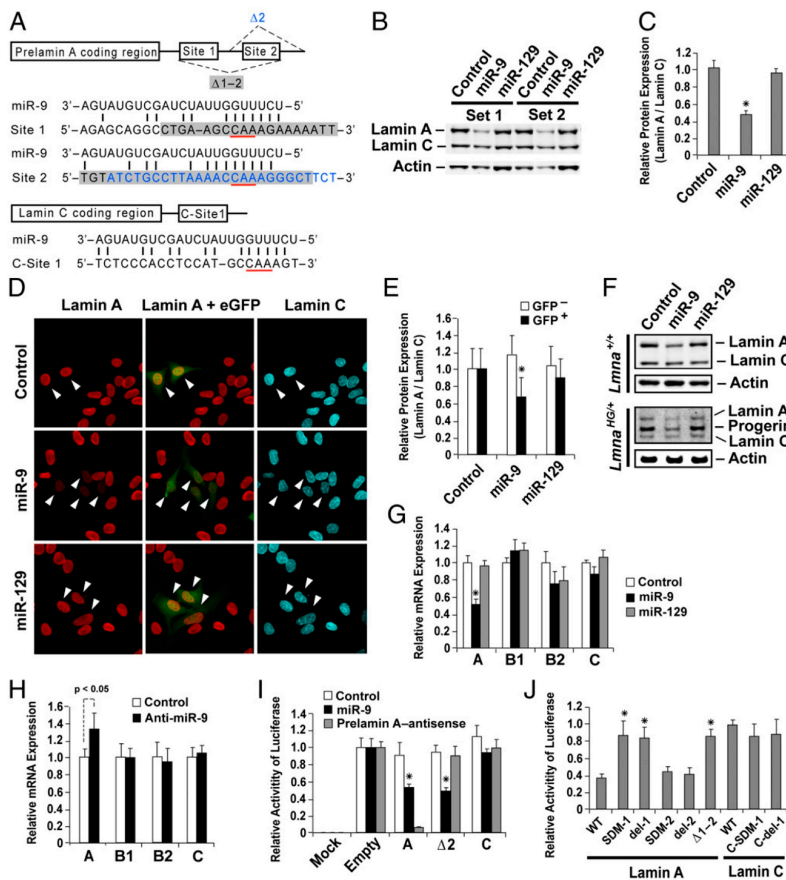 A
Δ2
Prelamin A coding region
Site 1
Site 2
Δ1–2
miR-9 3'–AGUAUGUCGAUCUAUUGGUUUCU–5'
Site 1 5'–AGAGCAGGCCTGA–AGCCAAAGAAAAATT–3'
miR-9 3'–AGUAUGUCGAUCUAUUGGUUUCU–5'
Site 2 5'–TGTATCTGCCTTAAAACCAAAGGGCTTCT–3'
Lamin C coding region
C-Site1
miR-9 3'–AGUAUGUCGAUCUAUUGGUUUCU–5'
C-Site 1 5'–TCTCCCACCTCCAT–GCCAAAGT–3'
B
Control
miR-9
miR-129
Control
miR-9
miR-129
Set 1
Set 2
Lamin A
Lamin C
Actin
C
Relative Protein Expression
(Lamin A / Lamin C)
1.2
1.0
0.8
0.6
0.4
0.2
0
*
Control
miR-9
miR-129
D
Lamin A
Lamin A + eGFP
Lamin C
Control
miR-9
miR-129
E
Relative Protein Expression
(Lamin A / Lamin C)
1.6
1.4
1.2
1.0
0.8
0.6
0.4
0.2
0
GFP–
GFP+
*
Control
miR-9
miR-129
F
Control
miR-9
miR-129
Lmna+/+
Lamin A
Lamin C
Actin
LmnaHG/+
Lamin A
Progerin
Lamin C
Actin
G
Relative mRNA Expression
1.4
1.2
1.0
0.8
0.6
0.4
0.2
0
*
Control
miR-9
miR-129
A
B1
B2
C
H
p < 0.05
Control
Anti-miR-9
Relative mRNA Expression
1.6
1.4
1.2
1.0
0.8
0.6
0.4
0.2
0
A
B1
B2
C
I
Control
miR-9
Prelamin A–antisense
Relative Activitity of Luciferase
1.4
1.2
1.0
0.8
0.6
0.4
0.2
0
*
*
Mock
Empty
A
Δ2
C
J
Relative Activitity of Luciferase
1.4
1.2
1.0
0.8
0.6
0.4
0.2
0
*
*
*
WT
SDM-1
del-1
SDM-2
del-2
Δ1–2
WT
C-SDM-1
C-del-1
Lamin A
Lamin C